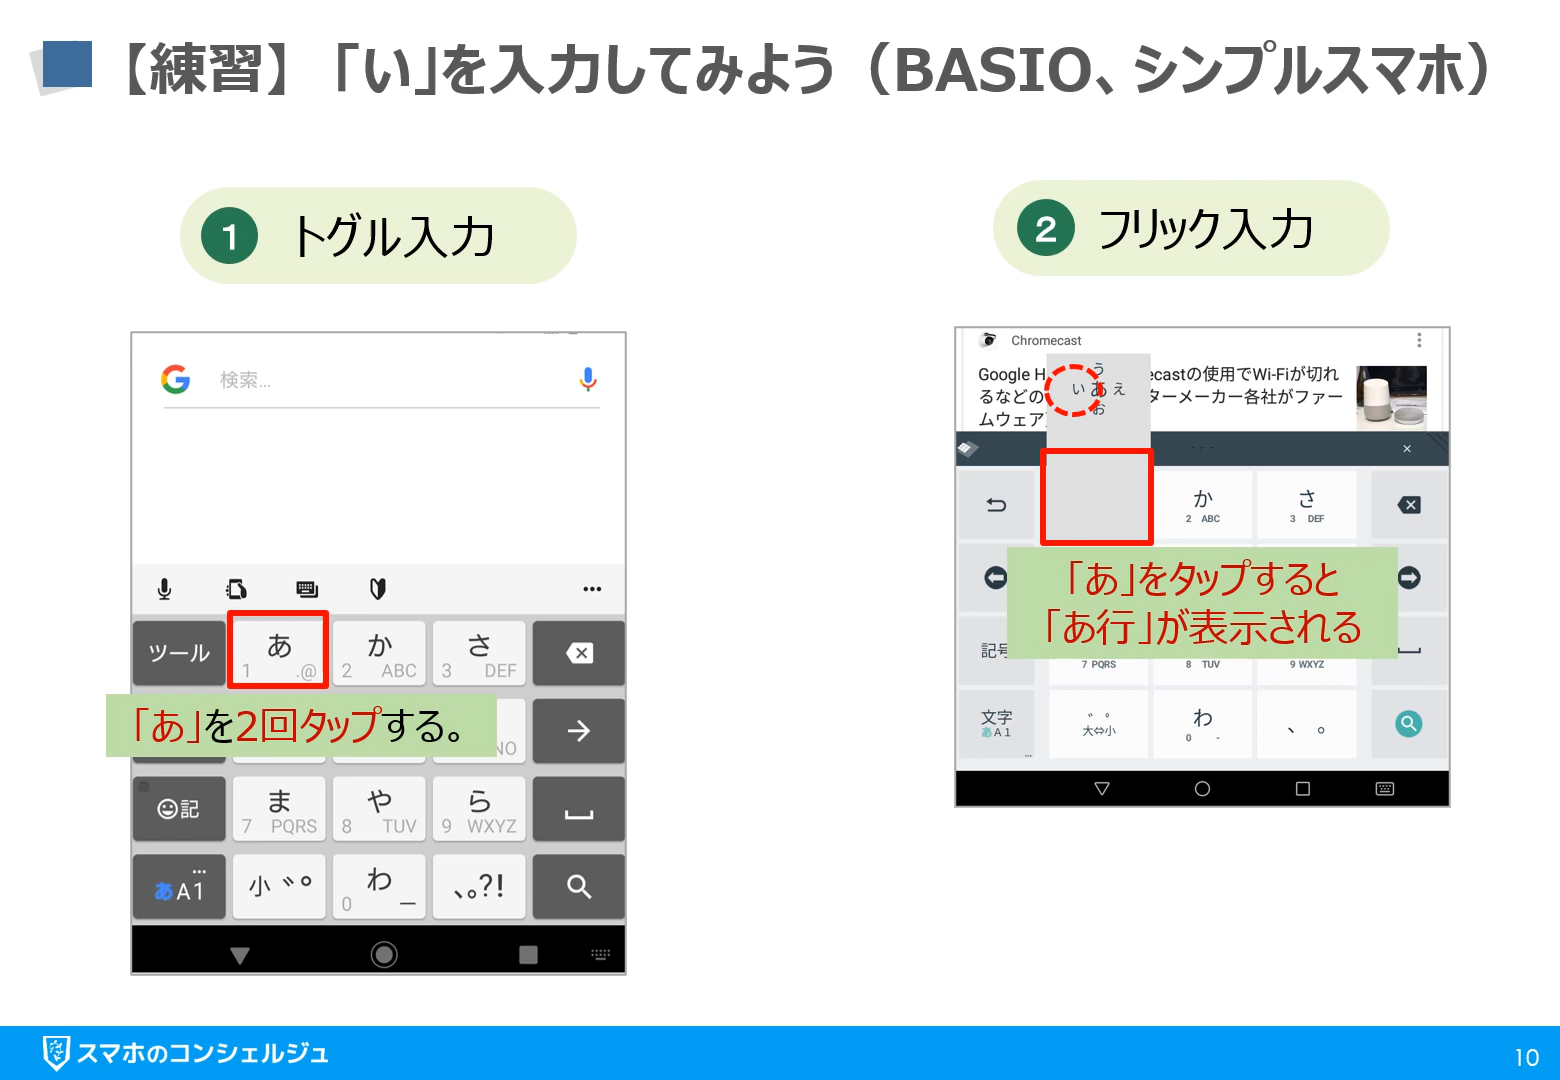 【練習】「い」を入力してみよう（BASIO、シンプルスマホ）
1 トグル入力
検索...
ツール
あ
1 .@
か
2 ABC
さ
3 DEF
「あ」を2回タップする。
NO
記
ま
7 PQRS
や
8 TUV
ら
9 WXYZ
あA1
小゛゜
わ
0 ー
、。?!
2 フリック入力
Chromecast
Google H
ecastの使用でWi-Fiが切れ
るなどの
ターメーカー各社がファー
ムウェア
う
い あ え
お
か
2 ABC
さ
3 DEF
「あ」をタップすると
「あ行」が表示される
記号
7 PQRS
8 TUV
9 WXYZ
文字
あA1
゛゜
大⇔小
わ
0 -
、 。
スマホのコンシェルジュ
10